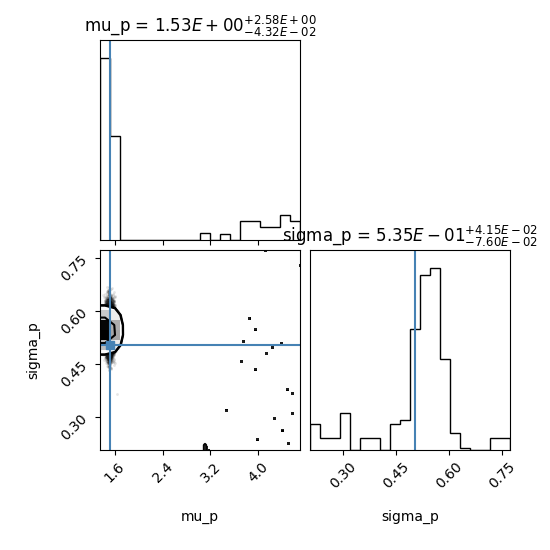 mu_p = 1.53E + 00 +2.58E + 00 −4.32E − 02
sigma_p = 5.35E − 01 +4.15E − 02 −7.60E − 02
0.75
0.60
0.45
0.30
sigma_p
1.6 2.4 3.2 4.0
mu_p
0.30 0.45 0.60 0.75
sigma_p